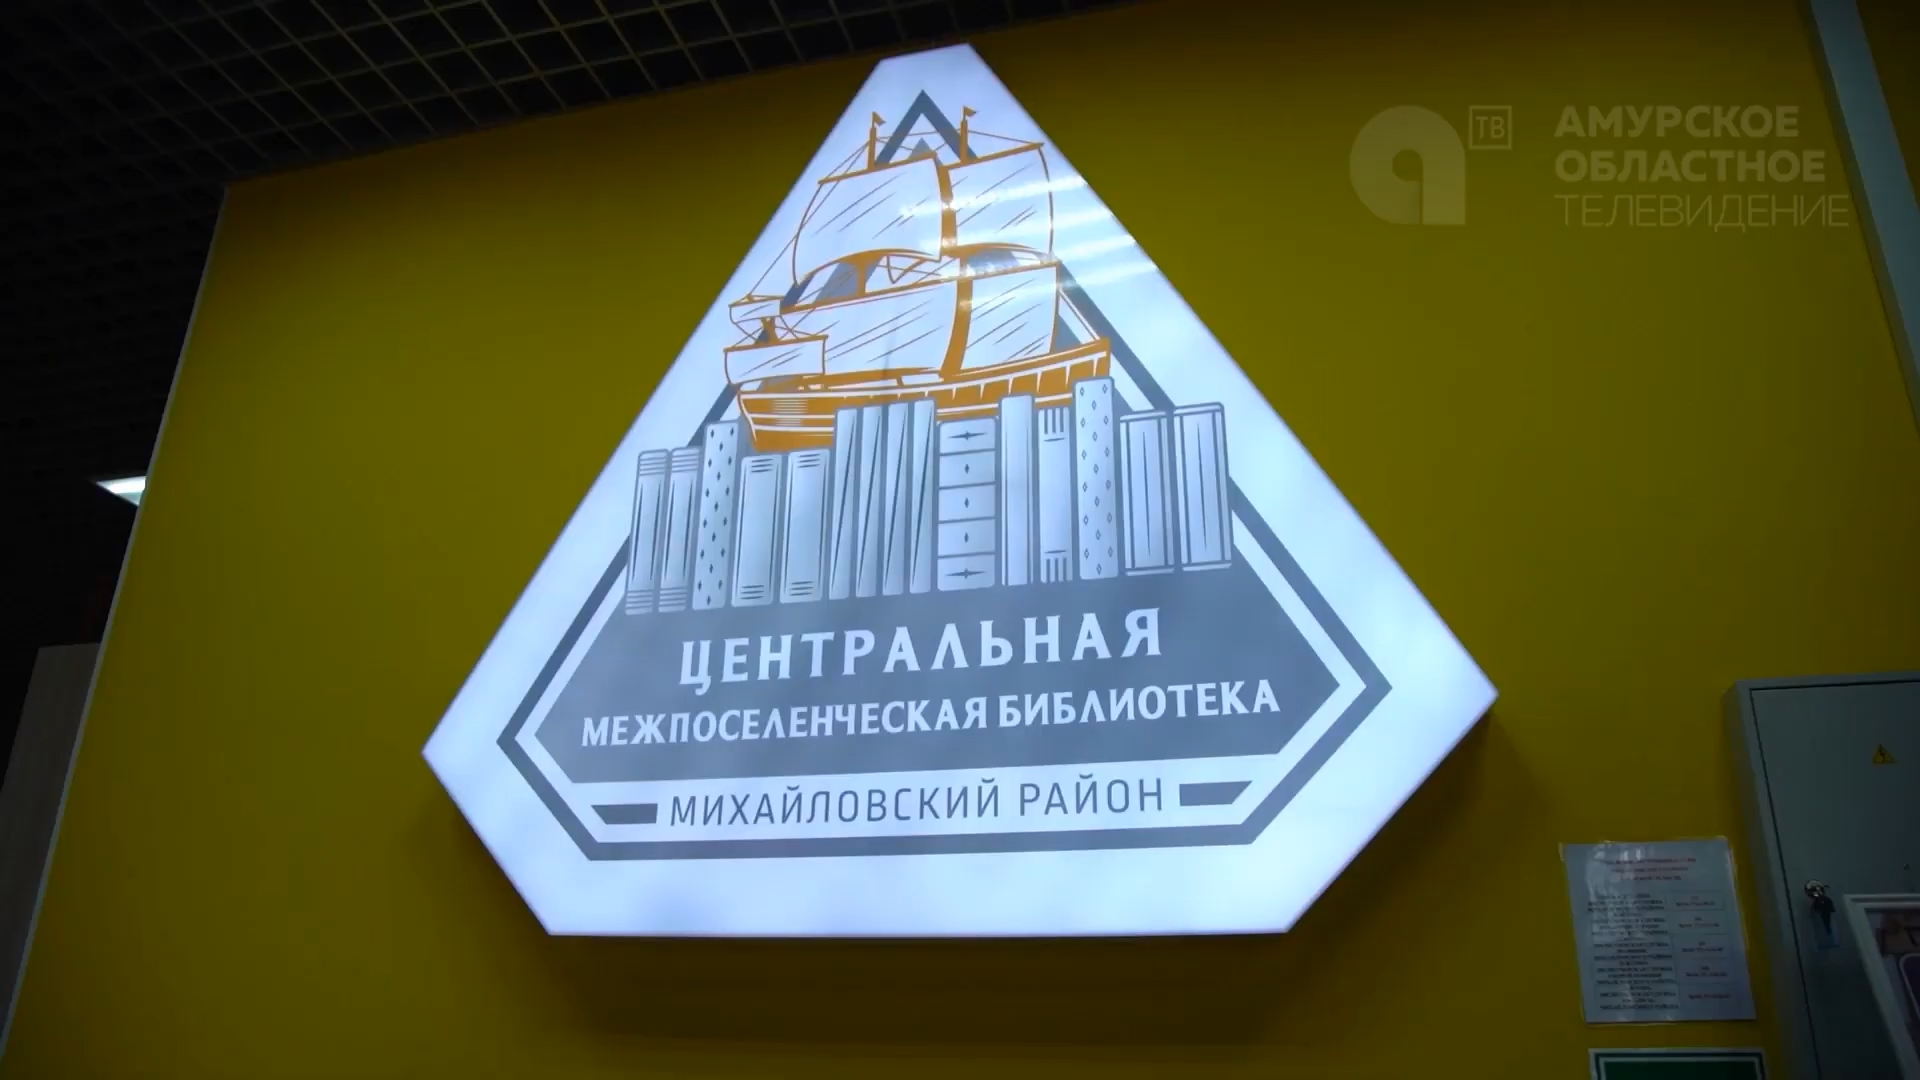 ТВ
АМУРСКОЕ
ОБЛАСТНОЕ
ТЕЛЕВИДЕНИЕ
ЦЕНТРАЛЬНАЯ
МЕЖПОСЕЛЕНЧЕСКАЯ БИБЛИОТЕКА
МИХАЙЛОВСКИЙ РАЙОН